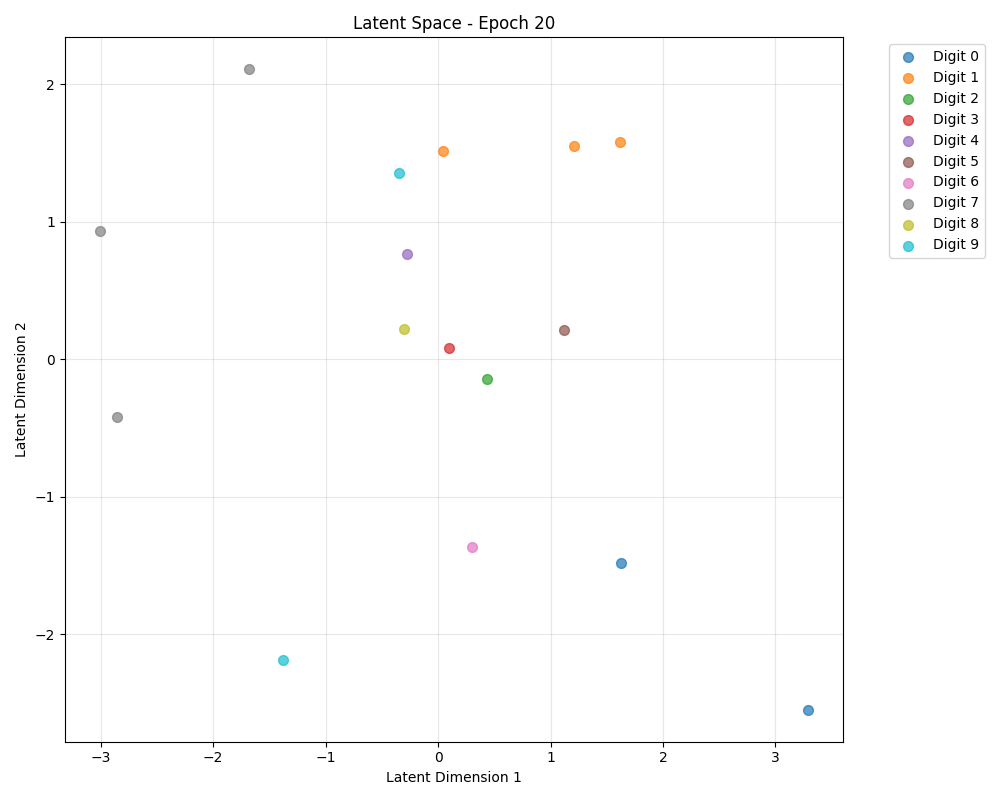 Latent Space - Epoch 20
Digit 0
Digit 1
Digit 2
Digit 3
Digit 4
Digit 5
Digit 6
Digit 7
Digit 8
Digit 9
Latent Dimension 2
2
1
0
−1
−2
−3
−2
−1
0
1
2
3
Latent Dimension 1